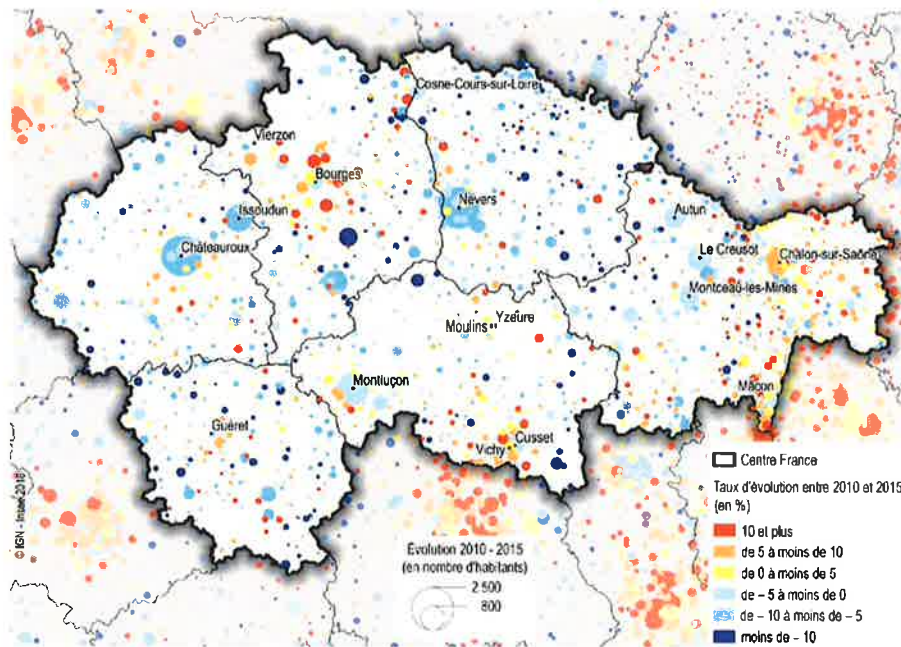 Cosne-Cours-sur-Loire
Vierzon
Bourges
Nevers
Issoudun
Autun
Châteauroux
Le Creusot
Châlon-sur-Saône
Montceau-les-Mines
Moulins
Yzeure
Montluçon
Mâcon
Guéret
Cusset
Vichy
© IGN - Insee 2018
Évolution 2010 - 2015
(en nombre d'habitants)
2 500
800
Centre France
Taux d'évolution entre 2010 et 2015
(en %)
10 et plus
de 5 à moins de 10
de 0 à moins de 5
de – 5 à moins de 0
de – 10 à moins de – 5
moins de – 10